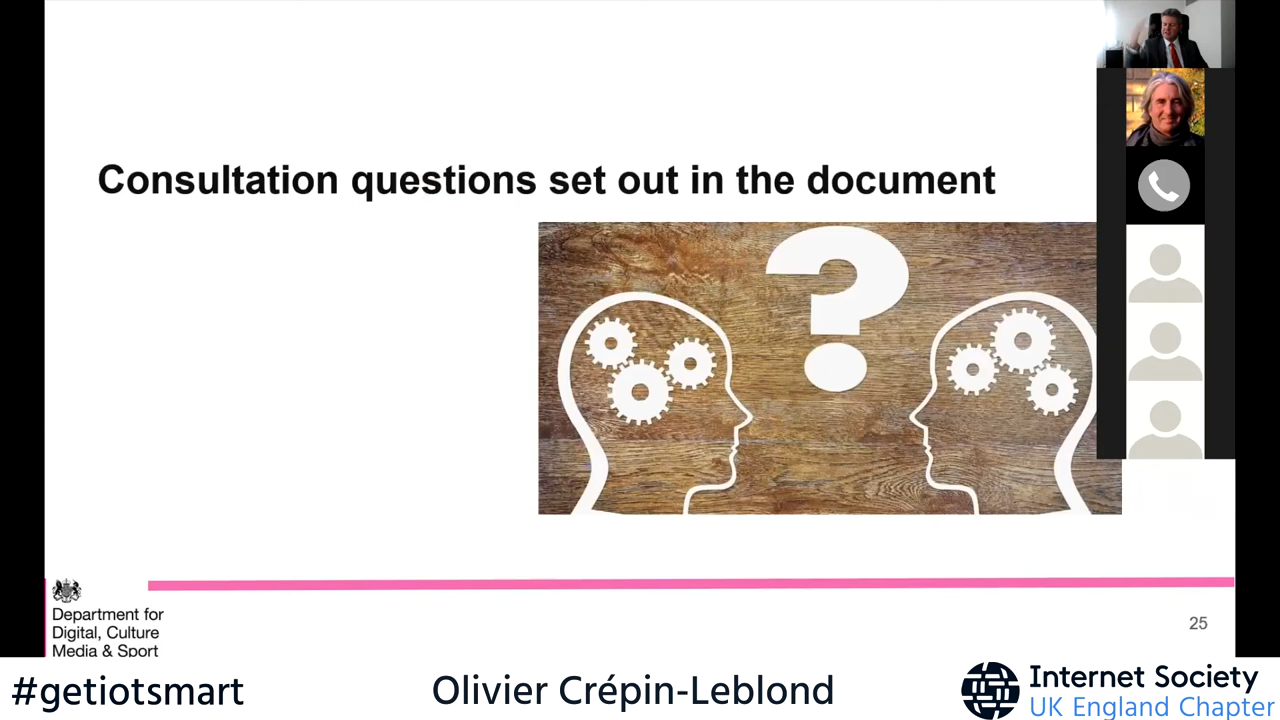 Consultation questions set out in the document
?
Department for
Digital, Culture
Media & Sport
25
#getiotsmart
Olivier Crépin-Leblond
Internet Society
UK England Chapter